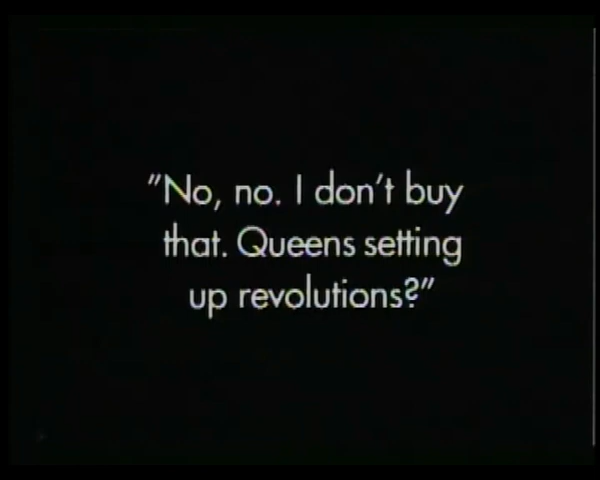 "No, no. I don't buy
that. Queens setting
up revolutions?"